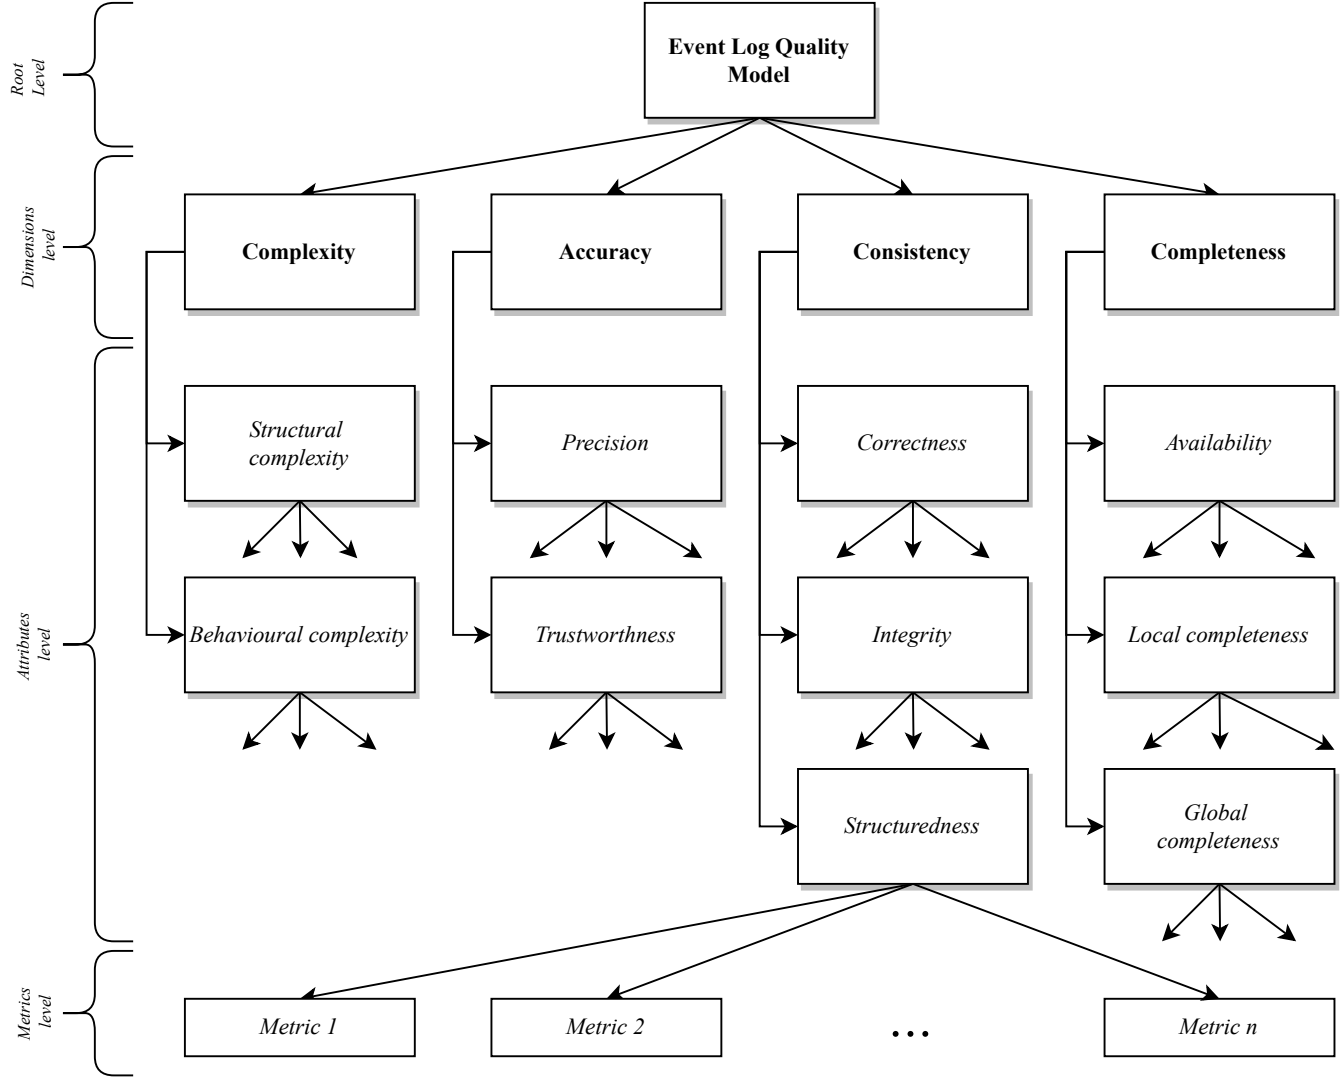 Root
Level
Event Log Quality
Model
Dimensions
level
Complexity
Accuracy
Consistency
Completeness
Attributes
level
Structural
complexity
Precision
Correctness
Availability
Behavioural complexity
Trustworthness
Integrity
Local completeness
Structuredness
Global
completeness
Metrics
level
Metric 1
Metric 2
...
Metric n